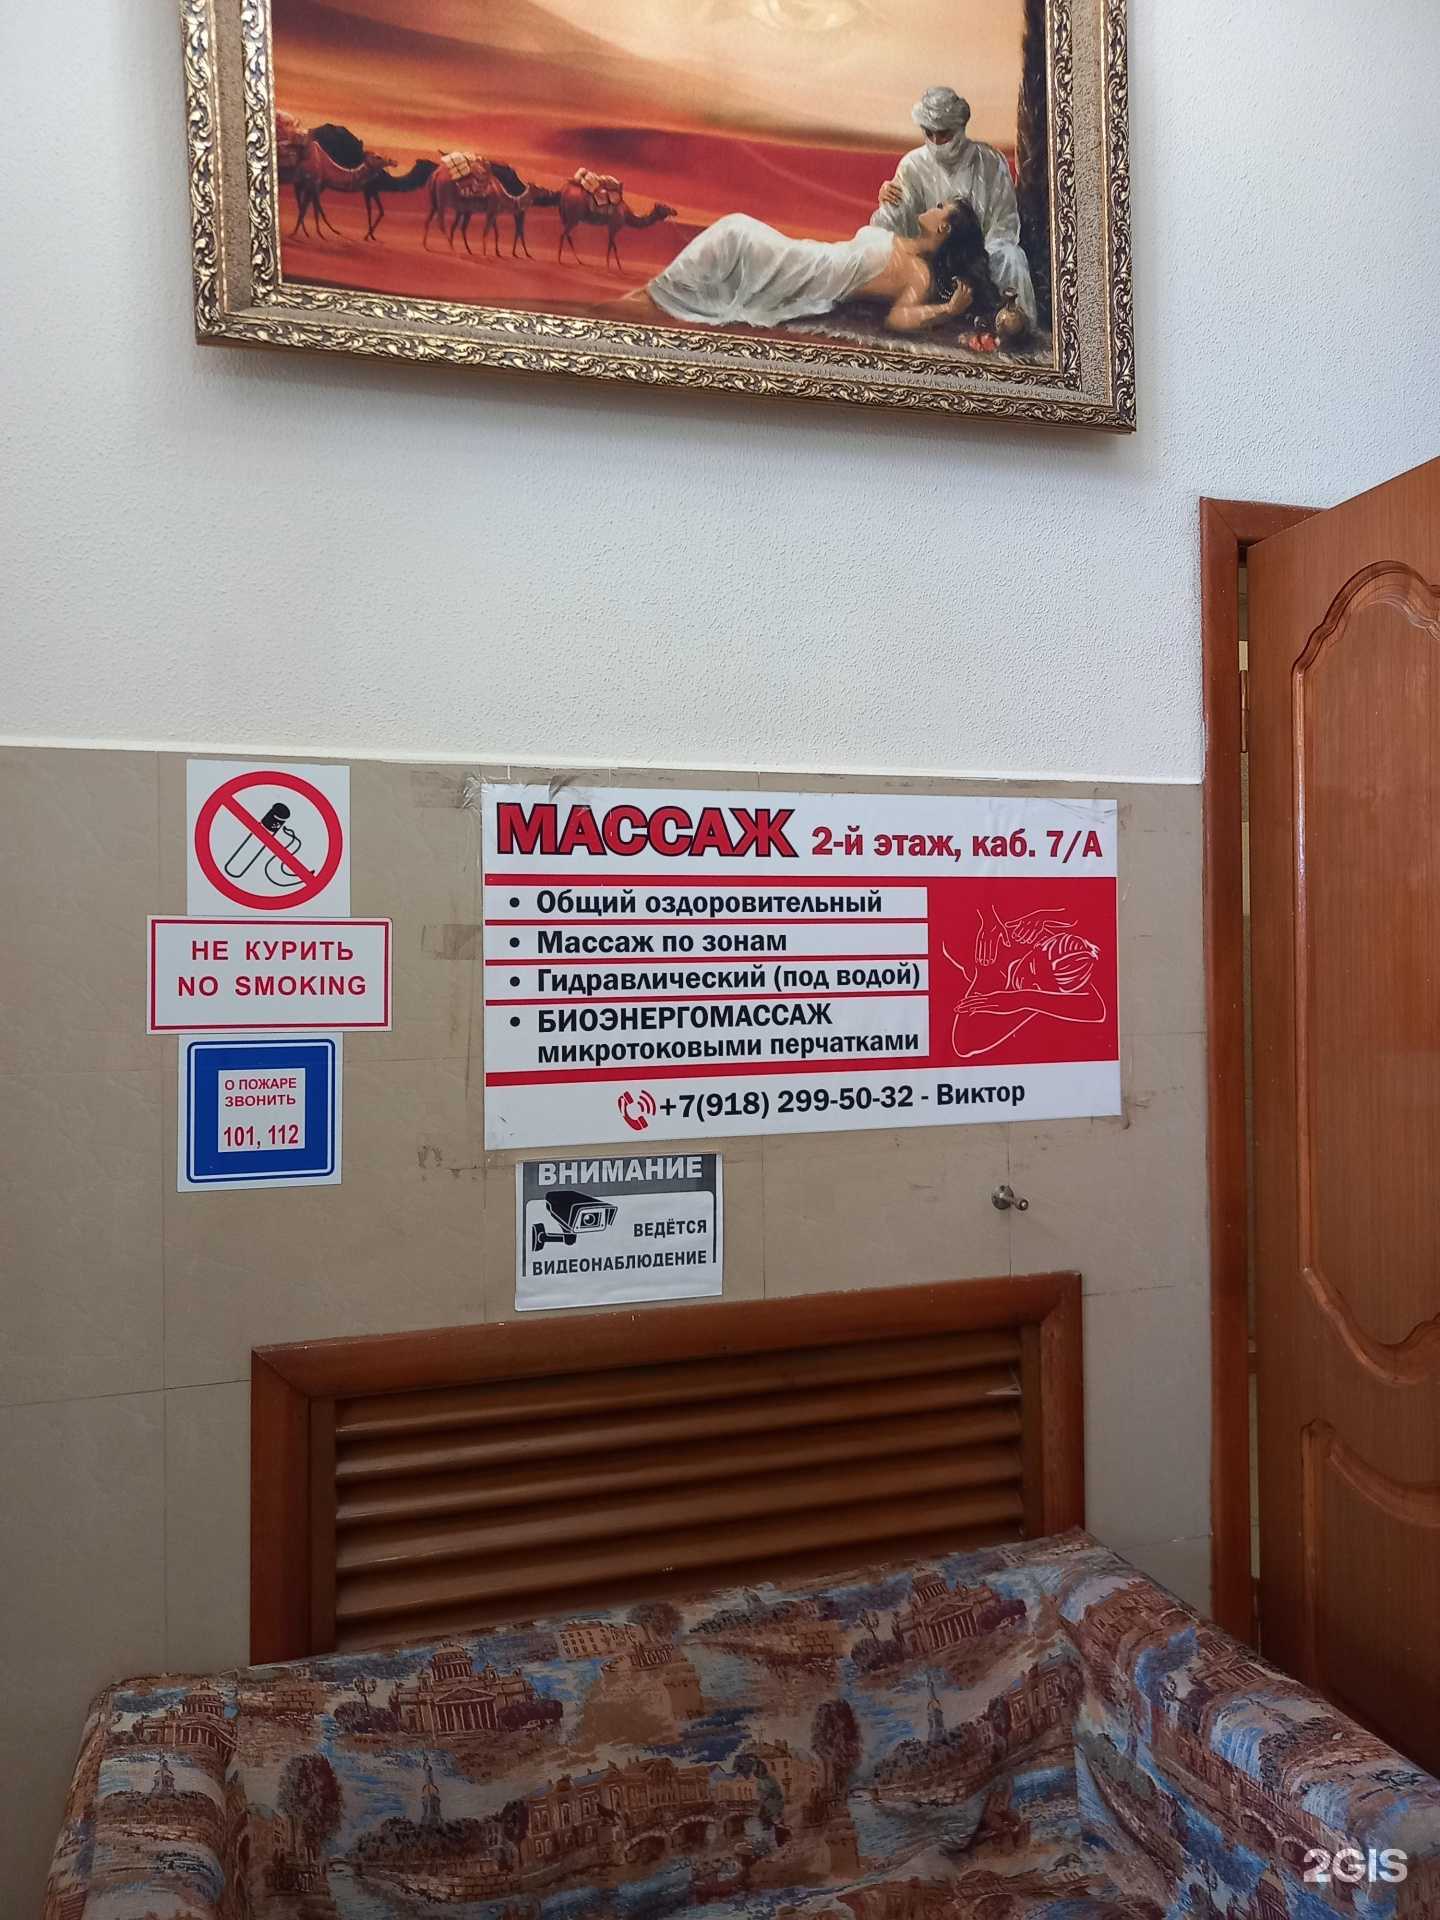 МАССАЖ 2-й этаж, каб. 7/А
• Общий оздоровительный
• Массаж по зонам
• Гидравлический (под водой)
• БИОЭНЕРГОМАССАЖ
микротоковыми перчатками
+7(918) 299-50-32 - Виктор
НЕ КУРИТЬ
NO SMOKING
О ПОЖАРЕ
ЗВОНИТЬ
101, 112
ВНИМАНИЕ
ВЕДЁТСЯ
ВИДЕОНАБЛЮДЕНИЕ
2GIS